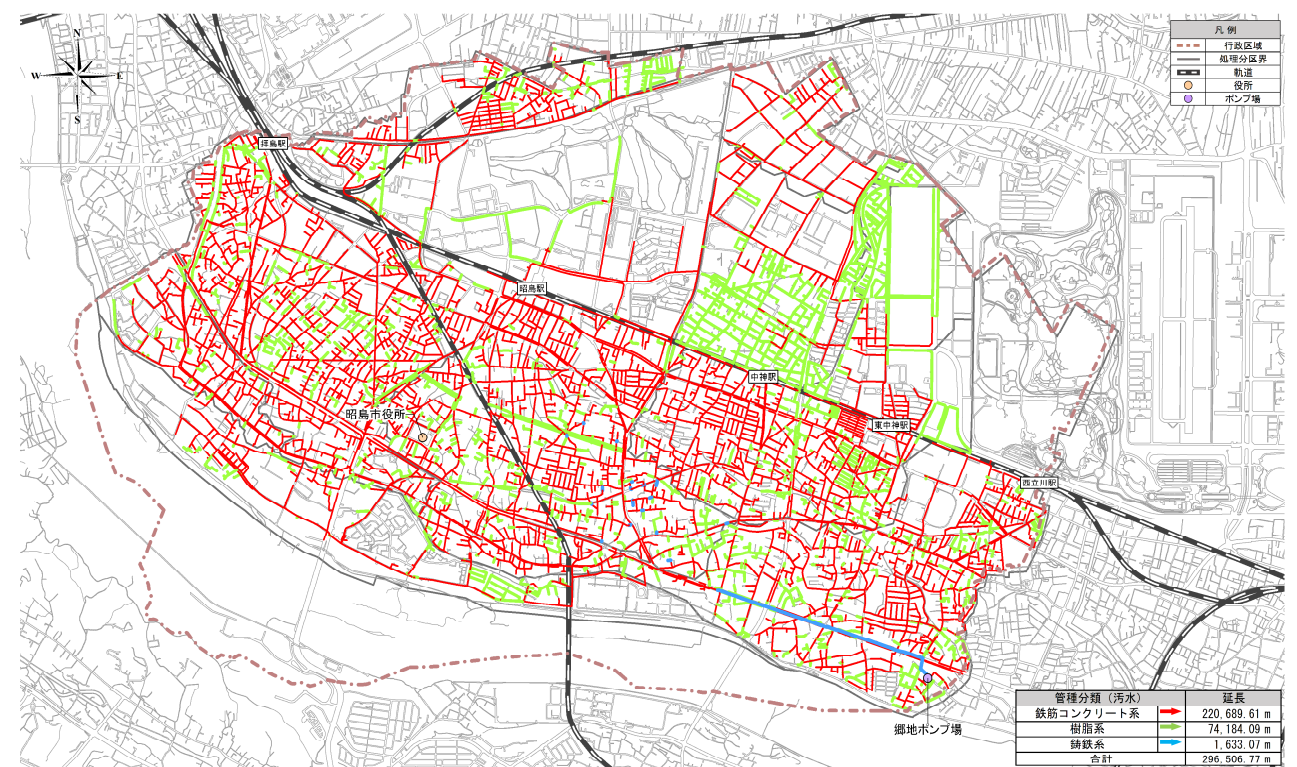 N
W E
S
凡 例
行政区域
処理分区界
軌道
役所
ポンプ場
拝島駅
昭島駅
中神駅
昭島市役所
東中神駅
西立川駅
郷地ポンプ場
管種分類（汚水） 延長
鉄筋コンクリート系 220,689.61 m
樹脂系 74,184.09 m
鋳鉄系 1,633.07 m
合計 296,506.77 m